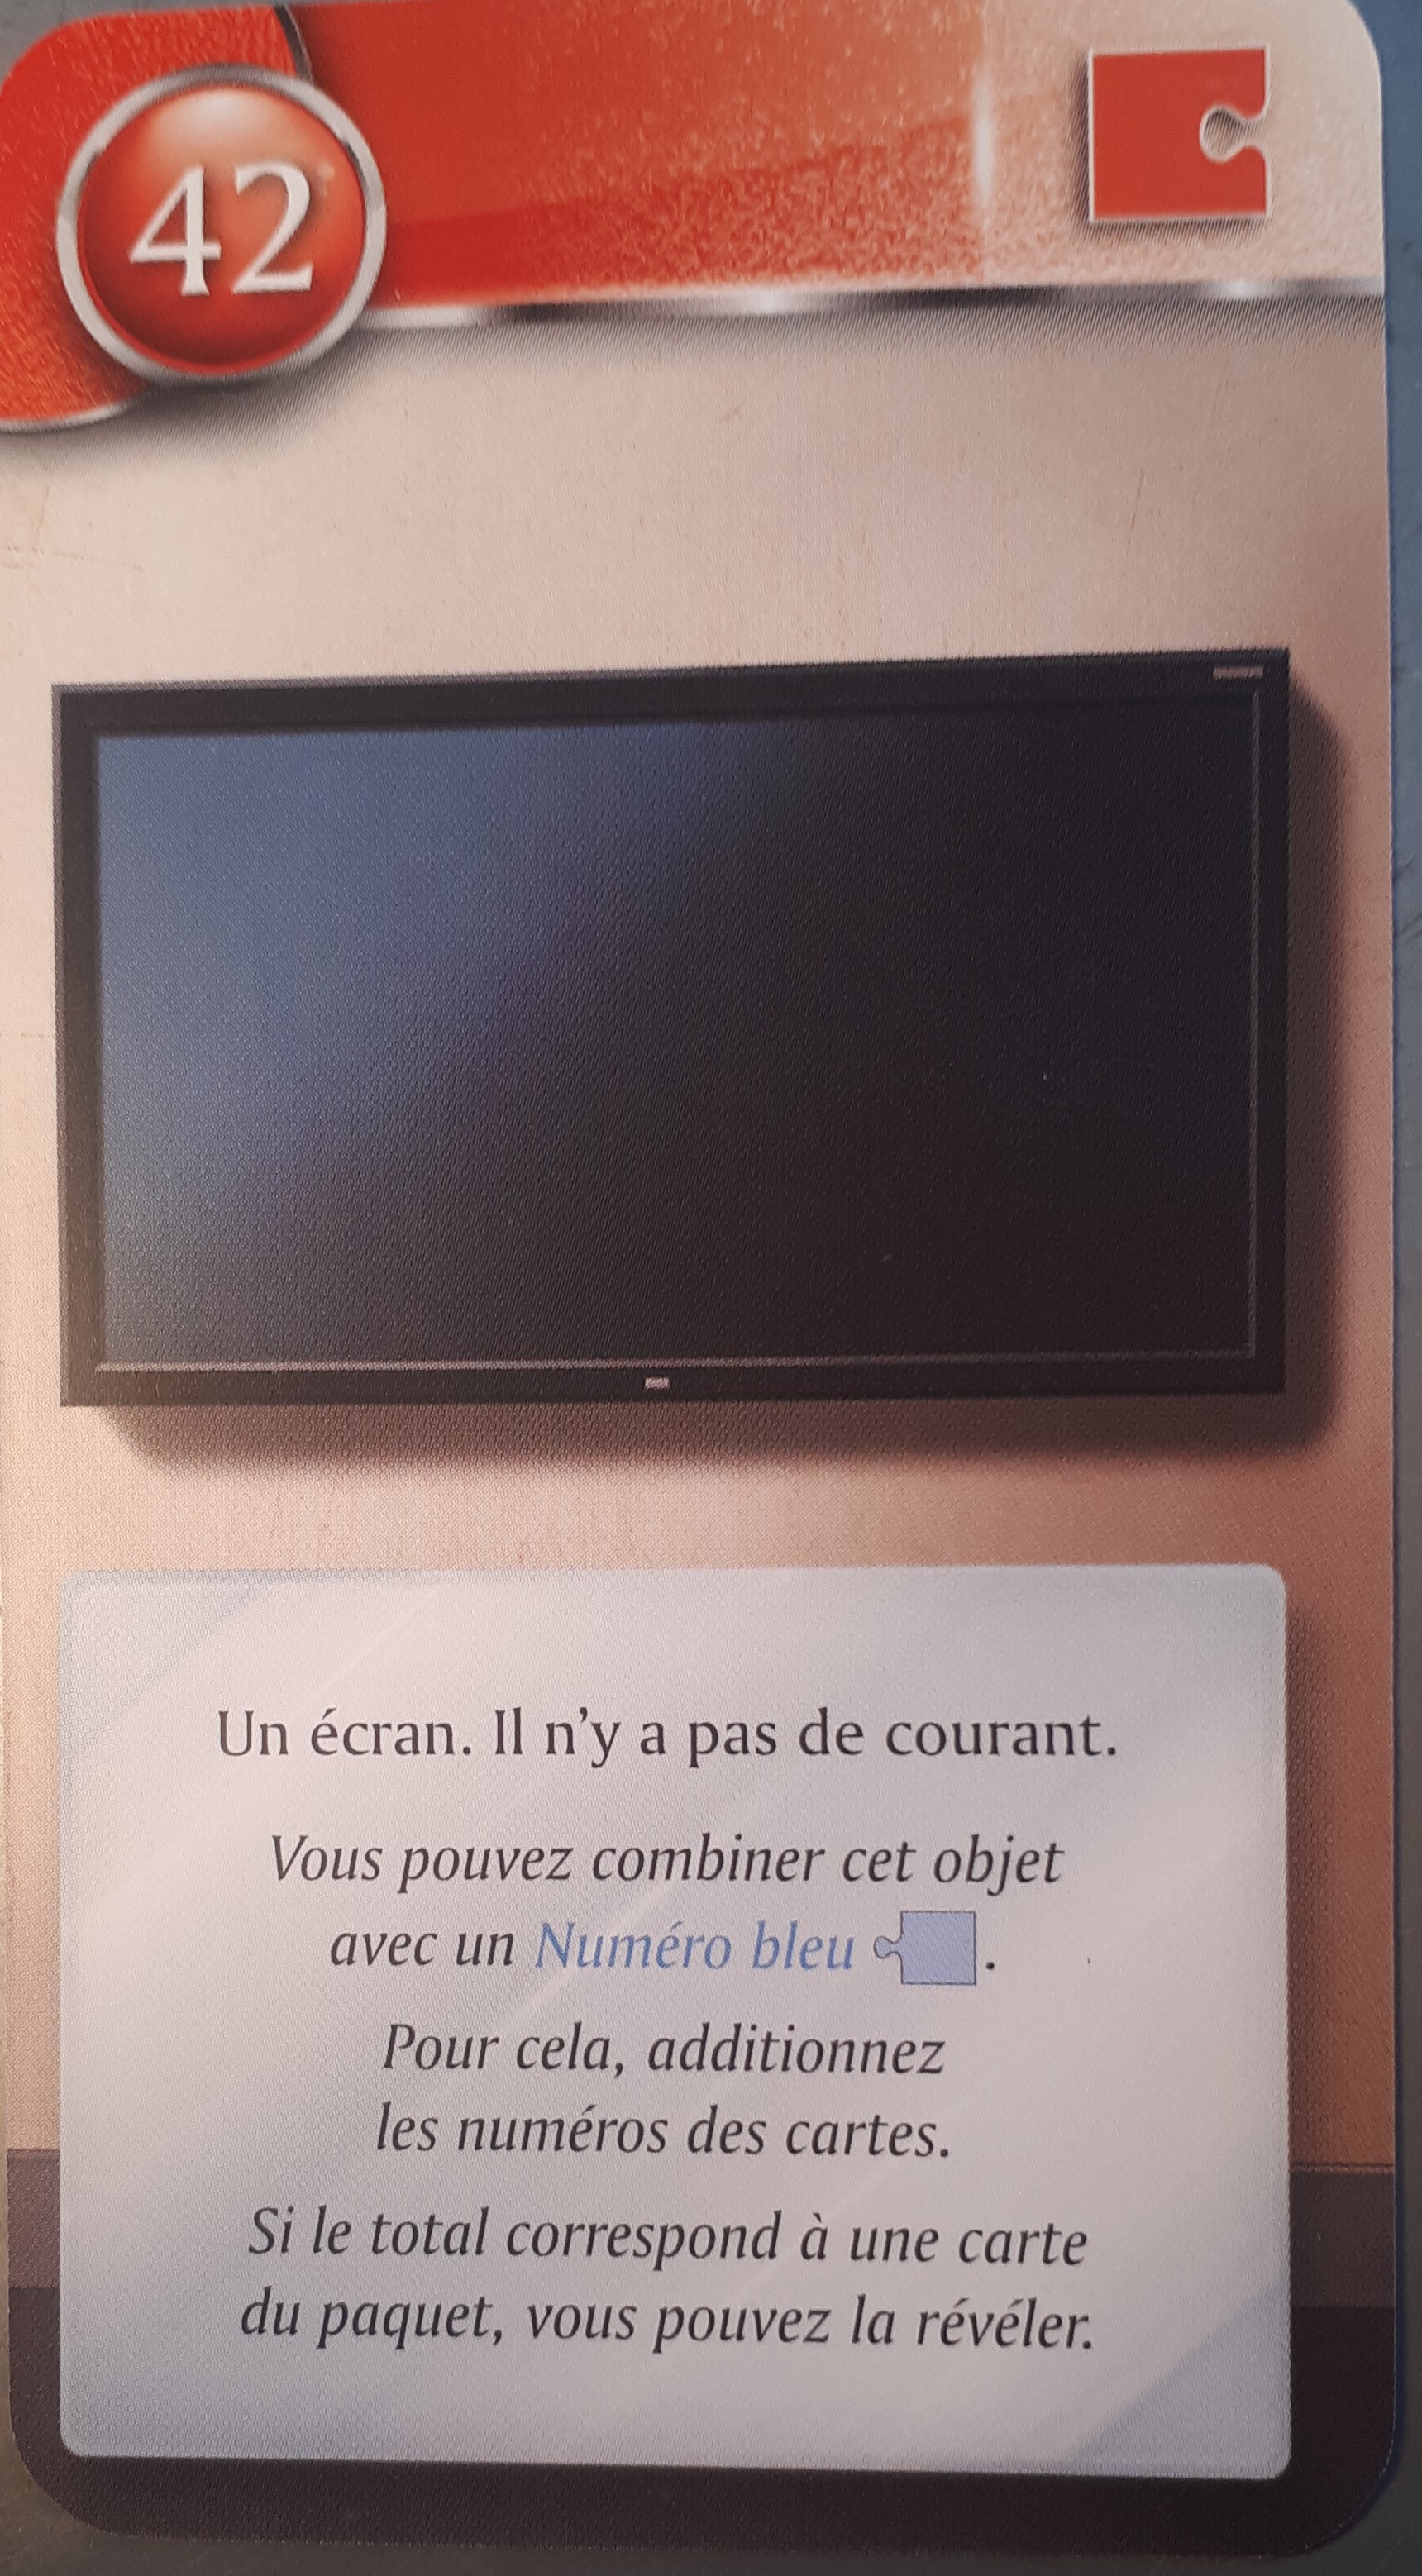 42
Un écran. Il n'y a pas de courant.
Vous pouvez combiner cet objet
avec un Numéro bleu .
Pour cela, additionnez
les numéros des cartes.
Si le total correspond à une carte
du paquet, vous pouvez la révéler.